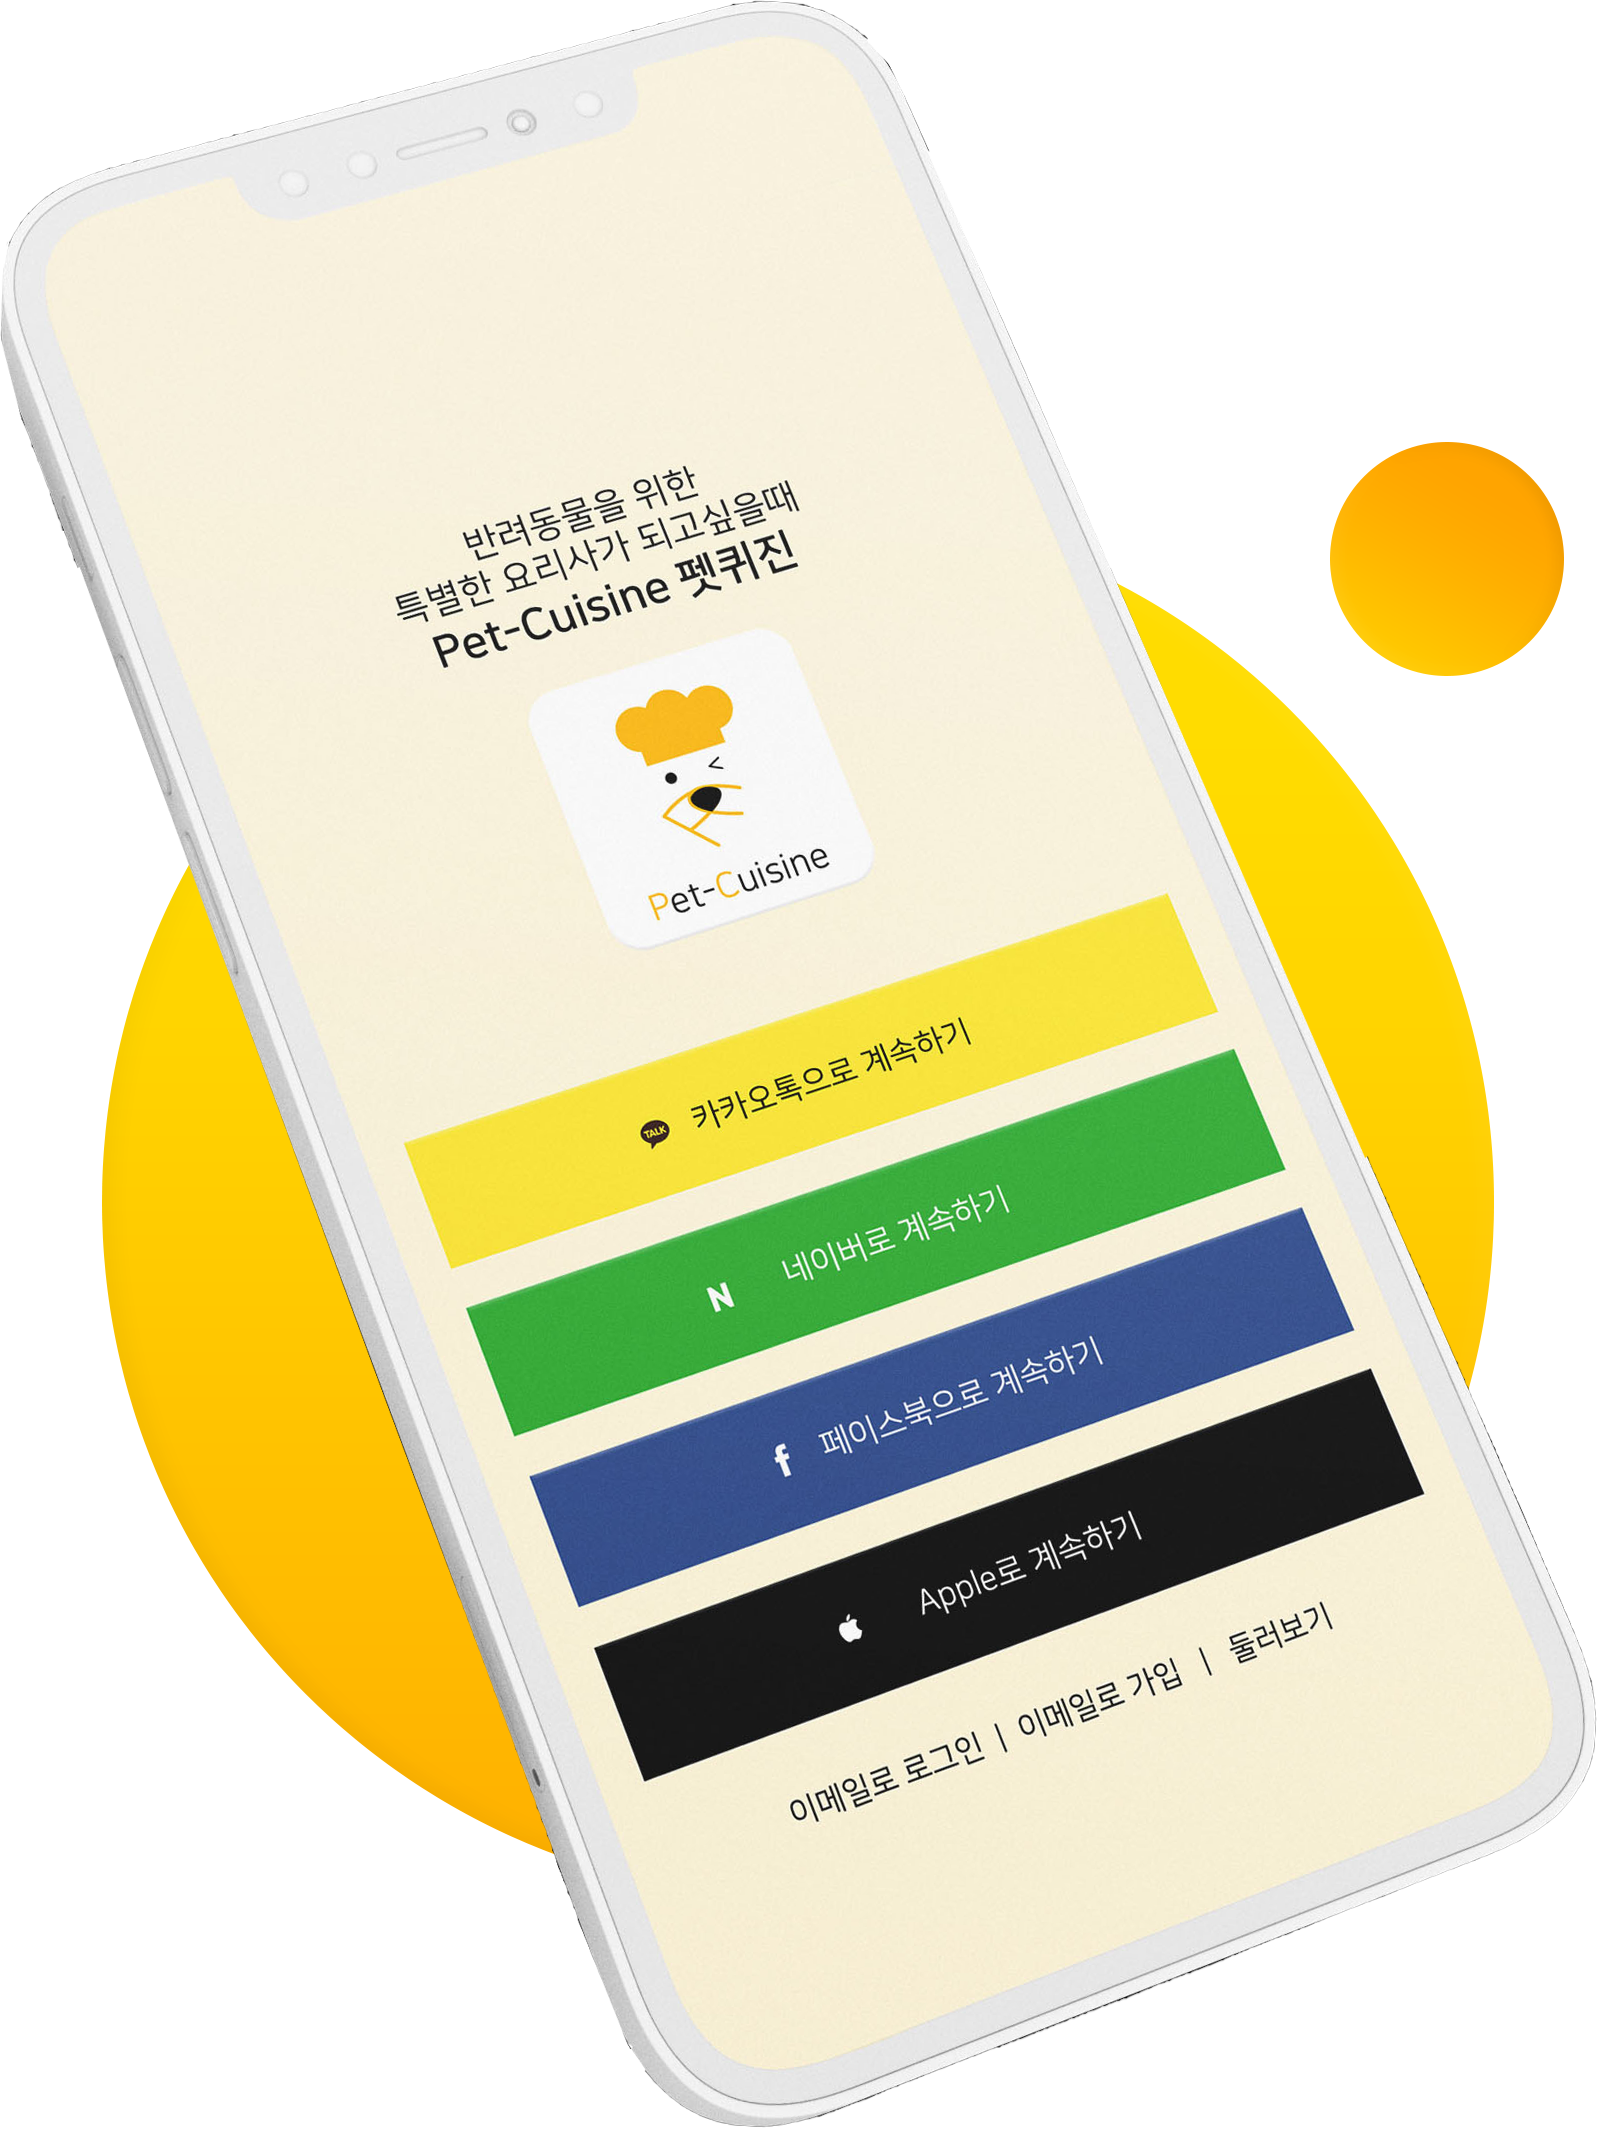 반려동물을 위한
특별한 요리사가 되고싶을때
Pet-Cuisine 펫퀴진
Pet-Cuisine
TALK 카카오톡으로 계속하기
N 네이버로 계속하기
f 페이스북으로 계속하기
Apple로 계속하기
이메일로 로그인 | 이메일로 가입 | 둘러보기